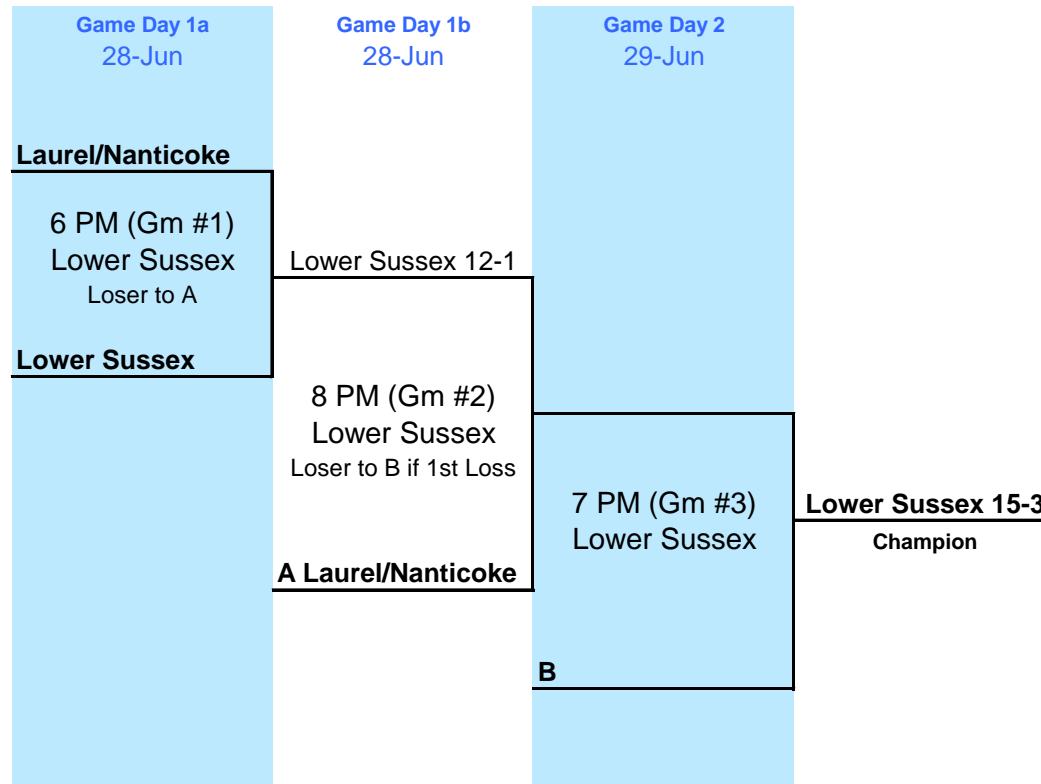 Game Day 1a
28-Jun
Game Day 1b
28-Jun
Game Day 2
29-Jun
Laurel/Nanticoke
6 PM (Gm #1)
Lower Sussex
Loser to A
Lower Sussex
Lower Sussex 12-1
8 PM (Gm #2)
Lower Sussex
Loser to B if 1st Loss
A Laurel/Nanticoke
7 PM (Gm #3)
Lower Sussex
B
Lower Sussex 15-3
Champion